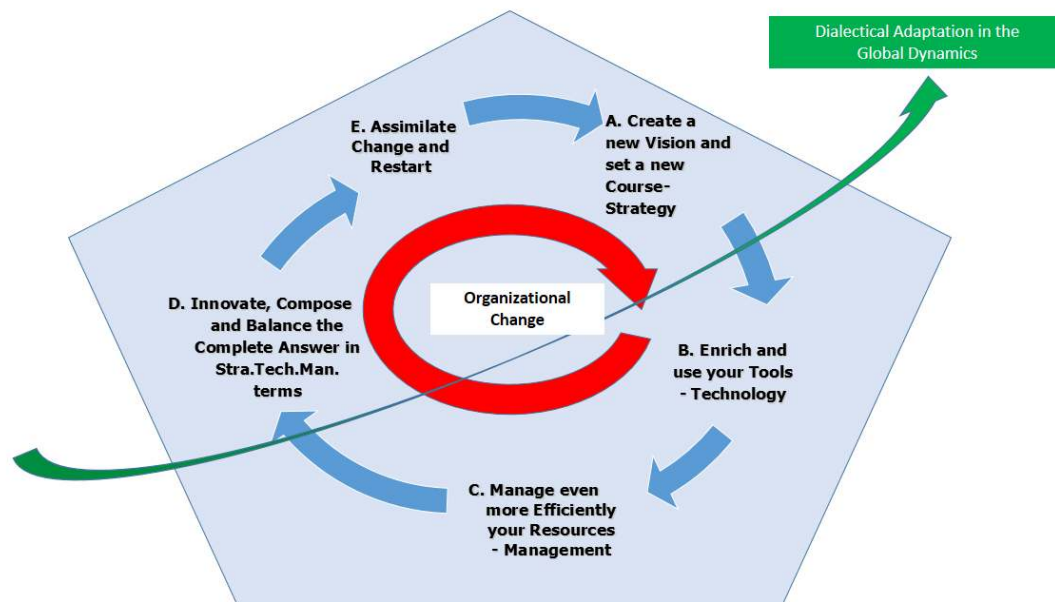 Dialectical Adaptation in the
Global Dynamics
E. Assimilate
Change and
Restart
A. Create a
new Vision and
set a new
Course-
Strategy
Organizational
Change
D. Innovate, Compose
and Balance the
Complete Answer in
Stra.Tech.Man.
terms
B. Enrich and
use your Tools
- Technology
C. Manage even
more Efficiently
your Resources
- Management